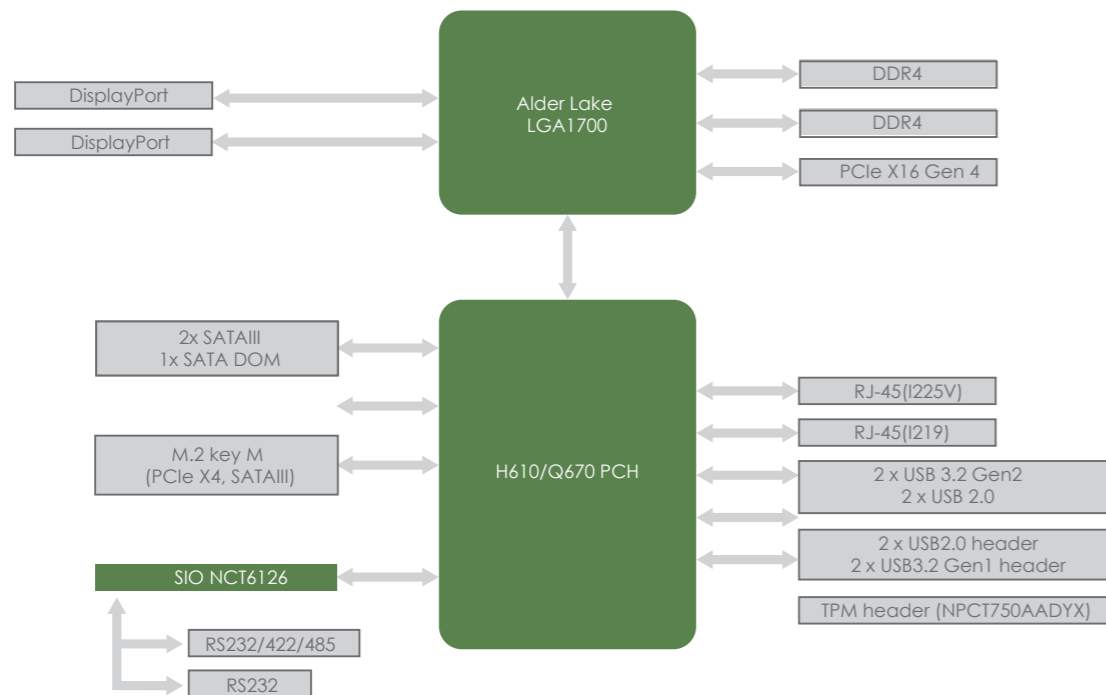 DisplayPort
DisplayPort
Alder Lake
LGA1700
DDR4
DDR4
PCIe X16 Gen 4
2x SATAIII
1x SATA DOM
M.2 key M
(PCIe X4, SATAIII)
SIO NCT6126
RS232/422/485
RS232
H610/Q670 PCH
RJ-45(I225V)
RJ-45(I219)
2 x USB 3.2 Gen2
2 x USB 2.0
2 x USB2.0 header
2 x USB3.2 Gen1 header
TPM header (NPCT750AADYX)